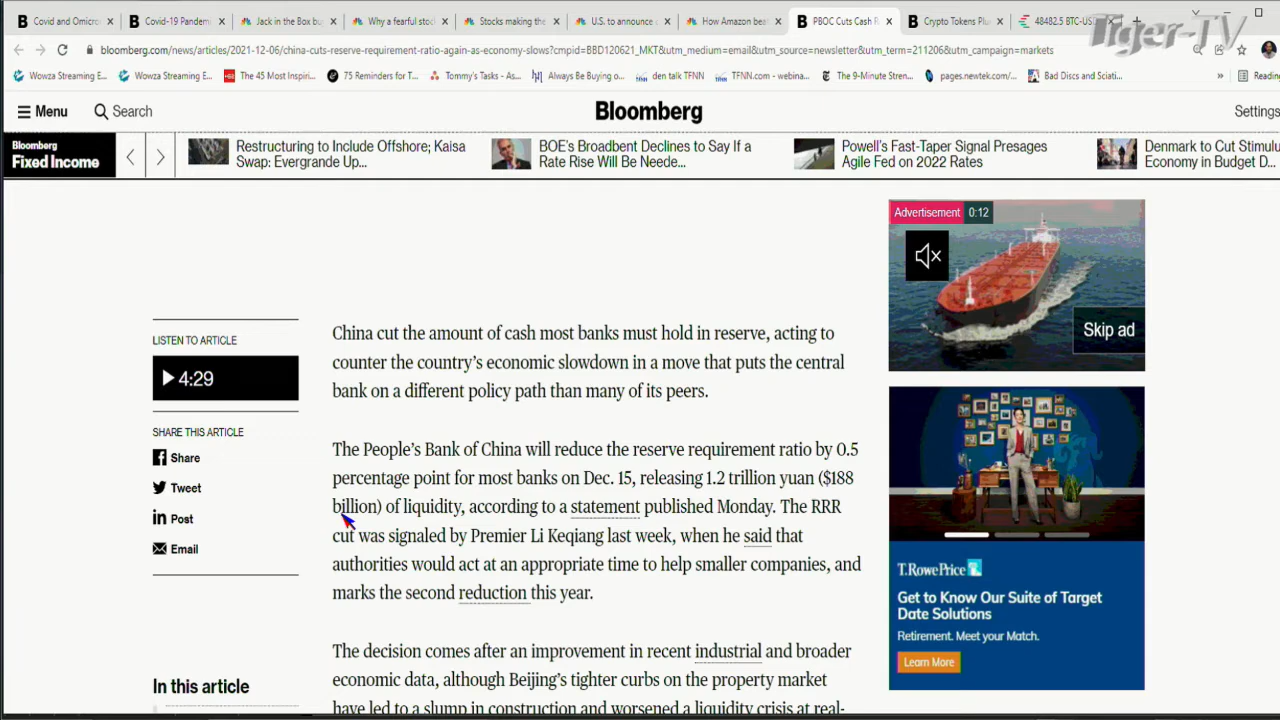 Covid and Omicro
Covid-19 Pandem
Jack in the Box bu
Why a fearful stoc
Stocks making the
U.S. to announce
How Amazon beat
PBOC Cuts Cash R
Crypto Tokens Plu
48482.5 BTC-US
Tiger-TV
bloomberg.com/news/articles/2021-12-06/china-cuts-reserve-requirement-ratio-again-as-economy-slows?cmpid=BBD120621_MKT&utm_medium=email&utm_source=newsletter&utm_term=211206&utm_campaign=markets
Wowza Streaming E...
Wowza Streaming E...
The 45 Most Inspiri...
75 Reminders for T...
Tommy's Tasks - As...
Always Be Buying o...
den talk TFNN
TFNN.com - webina...
The 9-Minute Stren...
pages.newtek.com/...
Bad Discs and Sciati...
»
Reading
Menu
Search
Bloomberg
Settings
Bloomberg
Fixed Income
Restructuring to Include Offshore; Kaisa
Swap: Evergrande Up...
BOE's Broadbent Declines to Say if a
Rate Rise Will Be Neede...
Powell's Fast-Taper Signal Presages
Agile Fed on 2022 Rates
Denmark to Cut Stimulu
Economy in Budget D...
Advertisement 0:12
Skip ad
LISTEN TO ARTICLE
4:29
SHARE THIS ARTICLE
Share
Tweet
Post
Email
In this article
China cut the amount of cash most banks must hold in reserve, acting to
counter the country's economic slowdown in a move that puts the central
bank on a different policy path than many of its peers.
The People's Bank of China will reduce the reserve requirement ratio by 0.5
percentage point for most banks on Dec. 15, releasing 1.2 trillion yuan ($188
billion) of liquidity, according to a statement published Monday. The RRR
cut was signaled by Premier Li Keqiang last week, when he said that
authorities would act at an appropriate time to help smaller companies, and
marks the second reduction this year.
The decision comes after an improvement in recent industrial and broader
economic data, although Beijing's tighter curbs on the property market
have led to a slump in construction and worsened a liquidity crisis at real-
T.RowePrice
Get to Know Our Suite of Target
Date Solutions
Retirement. Meet your Match.
Learn More